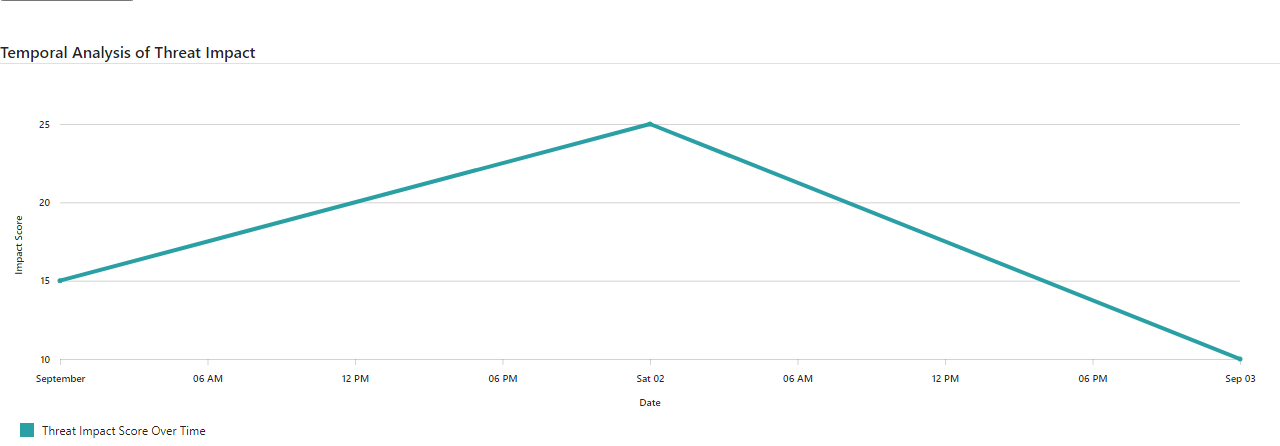 Temporal Analysis of Threat Impact
25
20
15
10
Impact Score
September 06 AM 12 PM 06 PM Sat 02 06 AM 12 PM 06 PM Sep 03
Date
Threat Impact Score Over Time